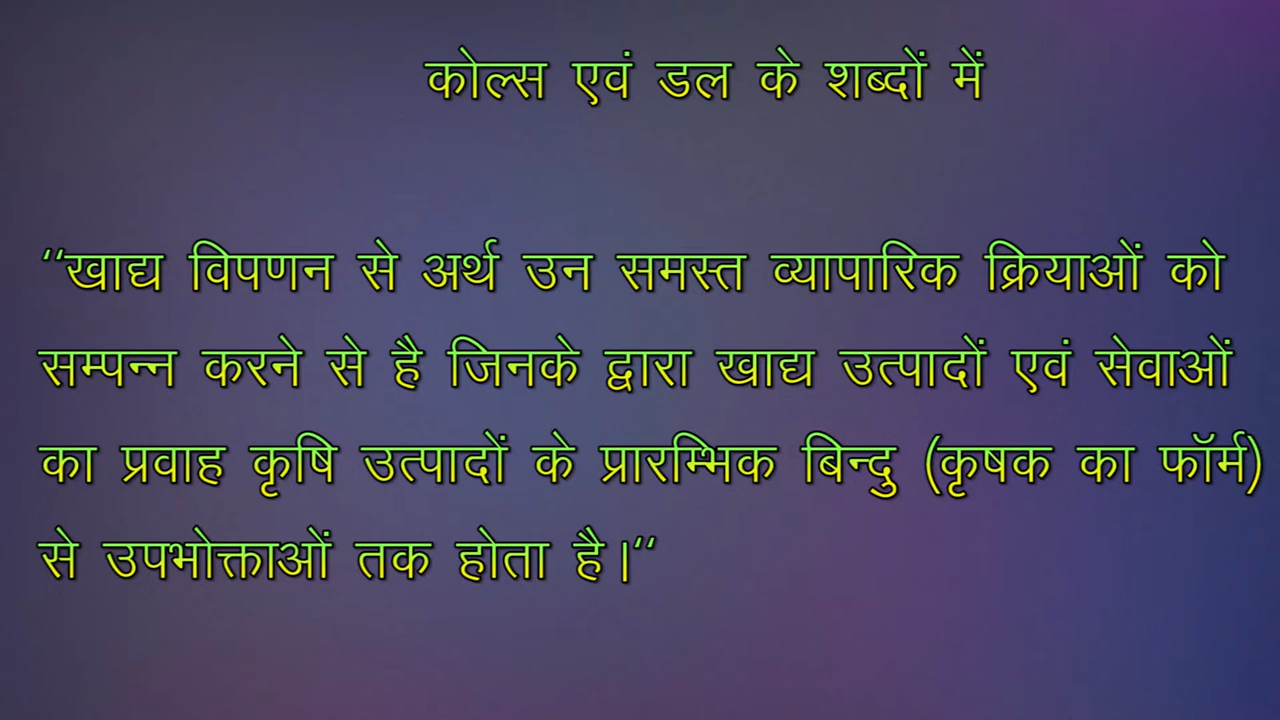 कोल्स एवं डल के शब्दों में
‘‘खाद्य विपणन से अर्थ उन समस्त व्यापारिक क्रियाओं को
सम्पन्न करने से है जिनके द्वारा खाद्य उत्पादों एवं सेवाओं
का प्रवाह कृषि उत्पादों के प्रारम्भिक बिन्दु (कृषक का फॉर्म)
से उपभोक्ताओं तक होता है।‘‘